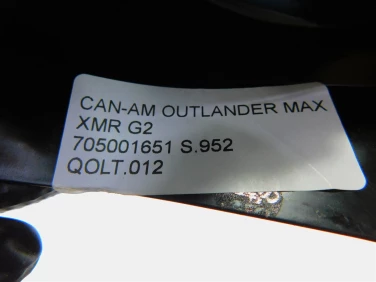 CAN-AM OUTLANDER MAX
XMR G2
705001651 S.952
QOLT.012